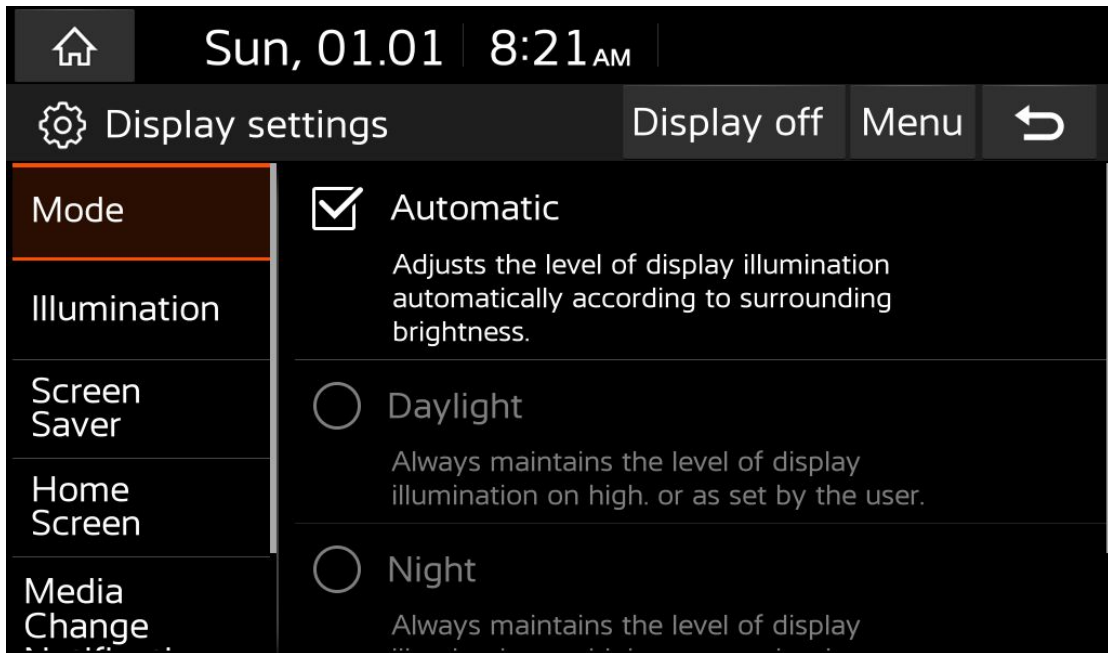 Sun, 01.01 8:21 AM
Display settings Display off Menu
Mode
Illumination
Screen
Saver
Home
Screen
Media
Change
Automatic
Adjusts the level of display illumination
automatically according to surrounding
brightness.
Daylight
Always maintains the level of display
illumination on high. or as set by the user.
Night
Always maintains the level of display